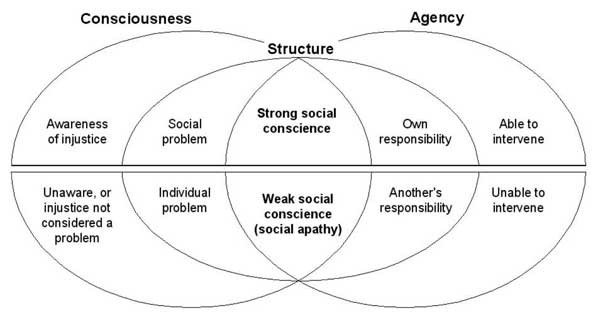 Consciousness
Agency
Structure
Awareness
of injustice
Social
problem
Strong social
conscience
Own
responsibility
Able to
intervene
Unaware, or
injustice not
considered a
problem
Individual
problem
Weak social
conscience
(social apathy)
Another's
responsibility
Unable to
intervene